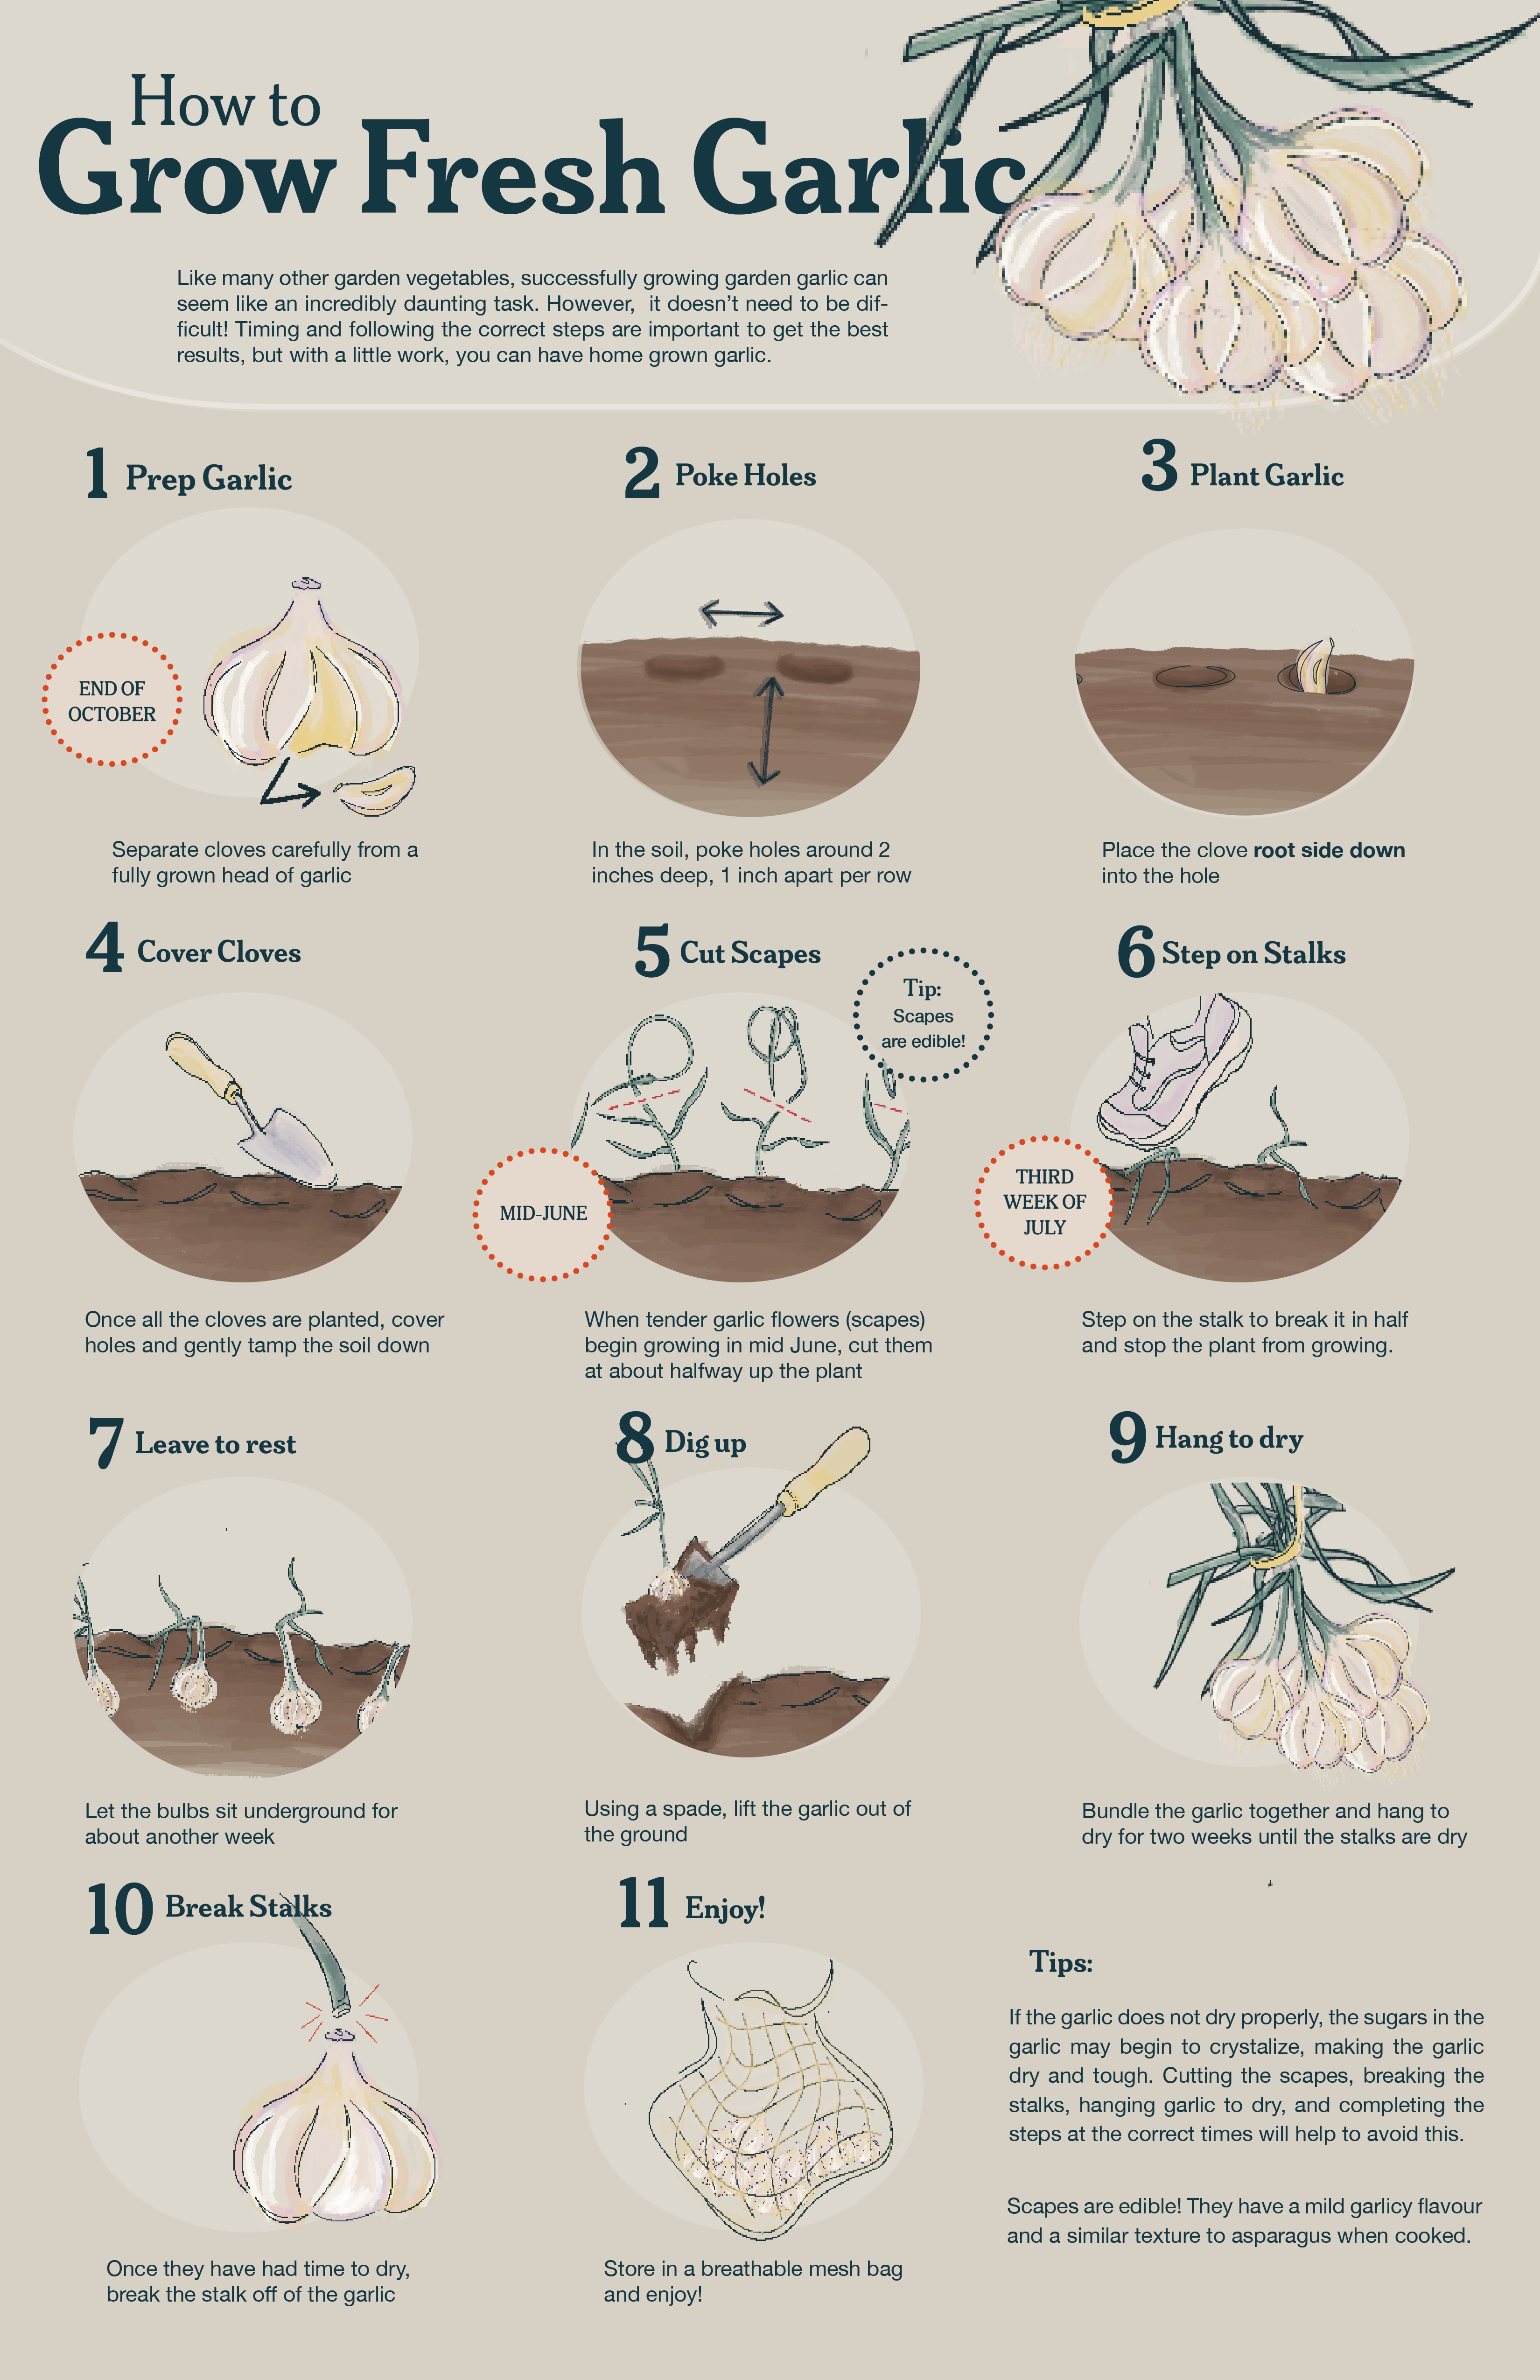 How to
Grow Fresh Garlic
Like many other garden vegetables, successfully growing garden garlic can
seem like an incredibly daunting task. However,  it doesn't need to be dif-
ficult! Timing and following the correct steps are important to get the best
results, but with a little work, you can have home grown garlic.
1 Prep Garlic
END OF
OCTOBER
Separate cloves carefully from a
fully grown head of garlic
2 Poke Holes
In the soil, poke holes around 2
inches deep, 1 inch apart per row
3 Plant Garlic
Place the clove root side down
into the hole
4 Cover Cloves
Once all the cloves are planted, cover
holes and gently tamp the soil down
5 Cut Scapes
Tip:
Scapes
are edible!
MID-JUNE
When tender garlic flowers (scapes)
begin growing in mid June, cut them
at about halfway up the plant
6 Step on Stalks
THIRD
WEEK OF
JULY
Step on the stalk to break it in half
and stop the plant from growing.
7 Leave to rest
Let the bulbs sit underground for
about another week
8 Dig up
Using a spade, lift the garlic out of
the ground
9 Hang to dry
Bundle the garlic together and hang to
dry for two weeks until the stalks are dry
10 Break Stalks
Once they have had time to dry,
break the stalk off of the garlic
11 Enjoy!
Store in a breathable mesh bag
and enjoy!
Tips:
If the garlic does not dry properly, the sugars in the
garlic may begin to crystalize, making the garlic
dry and tough. Cutting the scapes, breaking the
stalks, hanging garlic to dry, and completing the
steps at the correct times will help to avoid this.
Scapes are edible! They have a mild garlicy flavour
and a similar texture to asparagus when cooked.